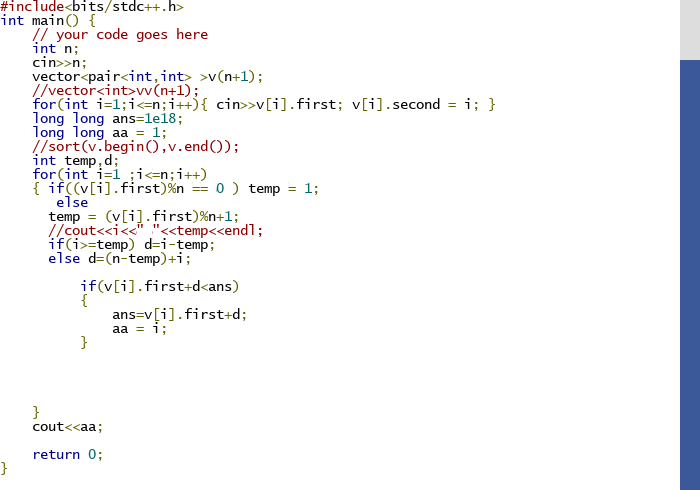 #include<bits/stdc++.h>
int main() {
    // your code goes here
    int n;
    cin>>n;
    vector<pair<int,int> >v(n+1);
    //vector<int>vv(n+1);
    for(int i=1;i<=n;i++){ cin>>v[i].first; v[i].second = i; }
    long long ans=1e18;
    long long aa = 1;
    //sort(v.begin(),v.end());
    int temp,d;
    for(int i=1 ;i<=n;i++)
    { if((v[i].first)%n == 0 ) temp = 1;
       else
      temp = (v[i].first)%n+1;
      //cout<<i<<" "<<temp<<endl;
      if(i>=temp) d=i-temp;
      else d=(n-temp)+i;
          if(v[i].first+d<ans)
          {
              ans=v[i].first+d;
              aa = i;
          }
    }
    cout<<aa;
    return 0;
}